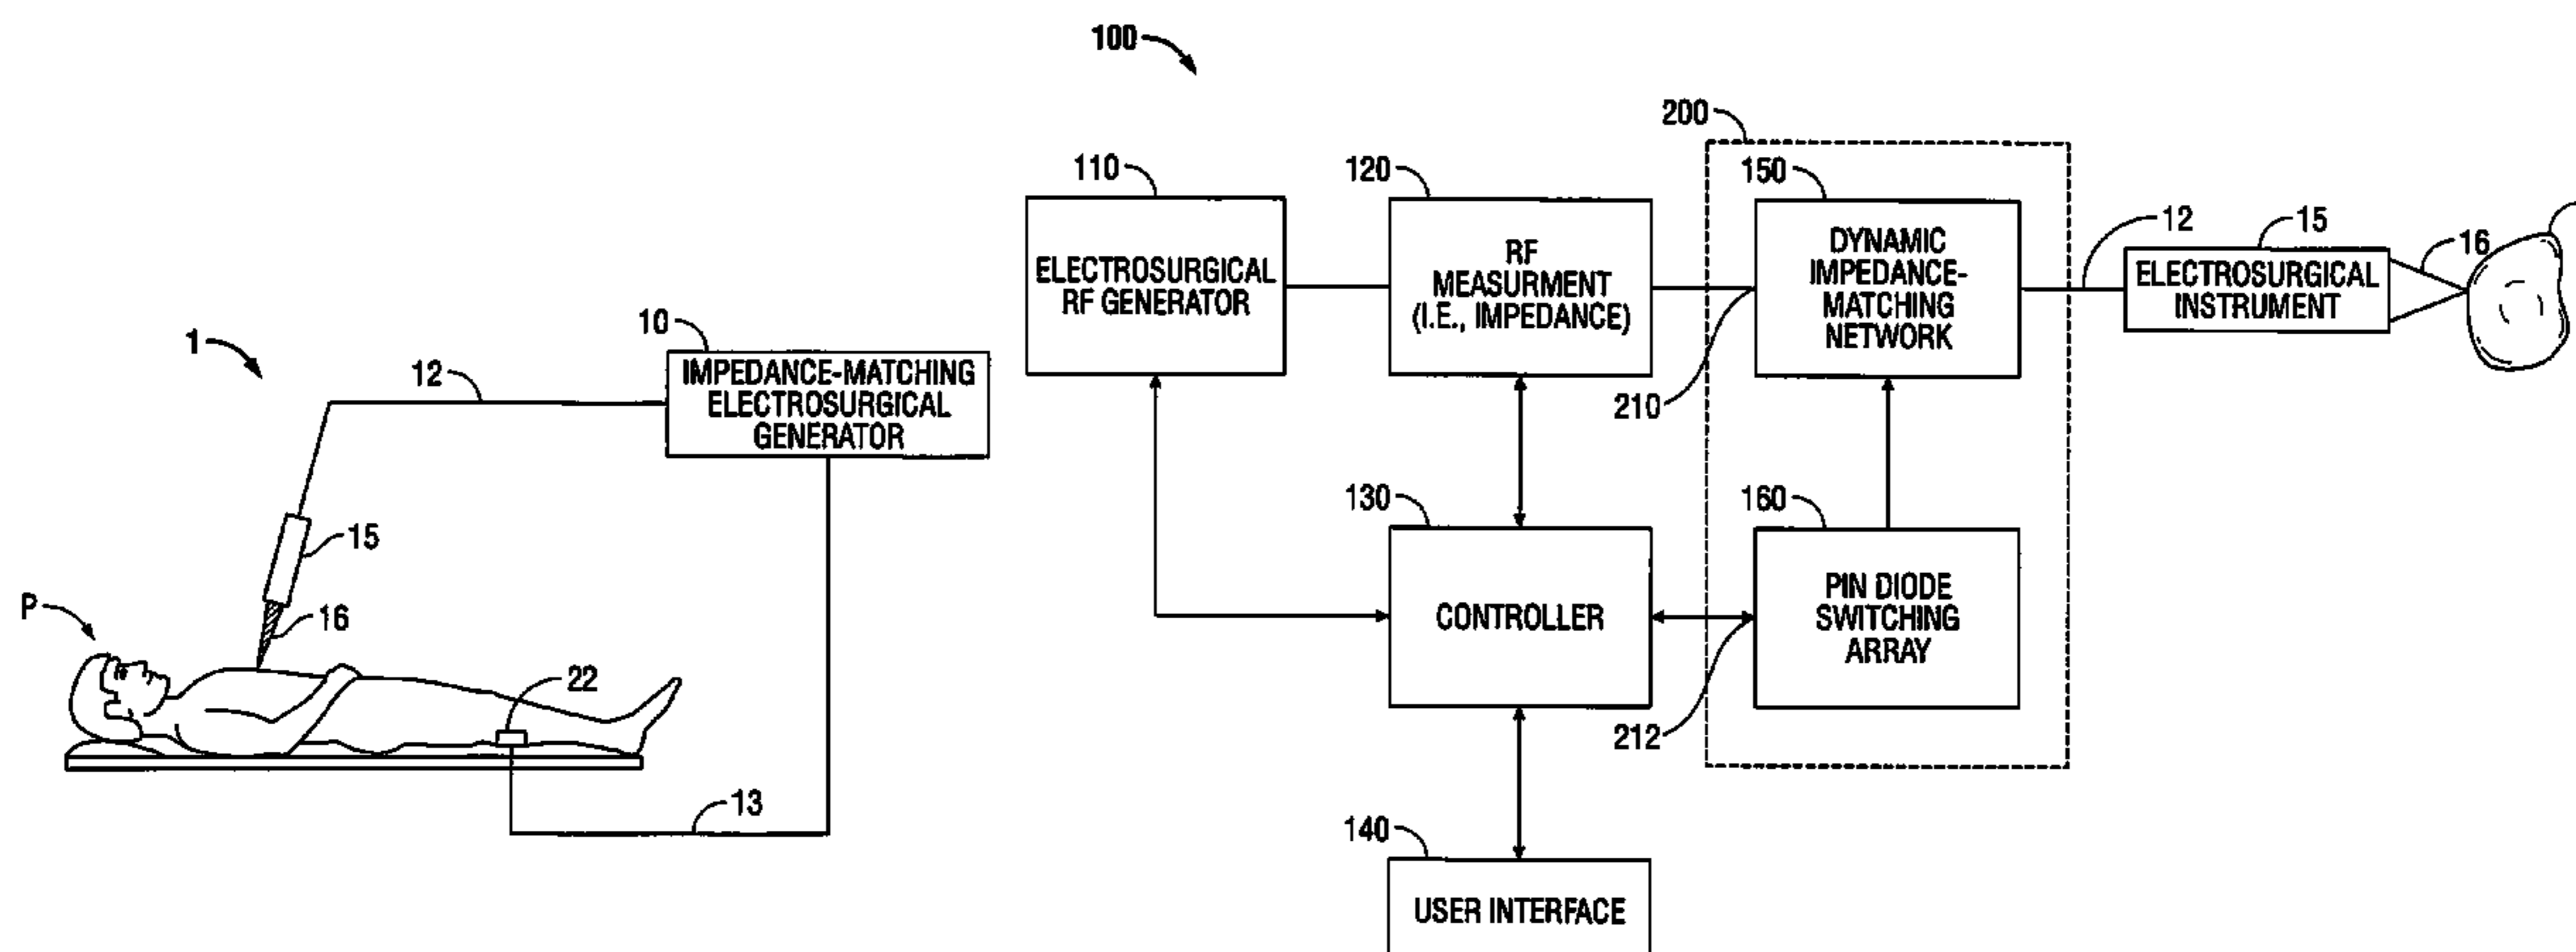 1
10
IMPEDANCE-MATCHING
ELECTROSURGICAL
GENERATOR
12
15
16
P
22
13
100
110
ELECTROSURGICAL
RF GENERATOR
120
RF
MEASURMENT
(I.E., IMPEDANCE)
200
150
DYNAMIC
IMPEDANCE-
MATCHING
NETWORK
12
15
ELECTROSURGICAL
INSTRUMENT
16
210
130
CONTROLLER
160
PIN DIODE
SWITCHING
ARRAY
212
140
USER INTERFACE